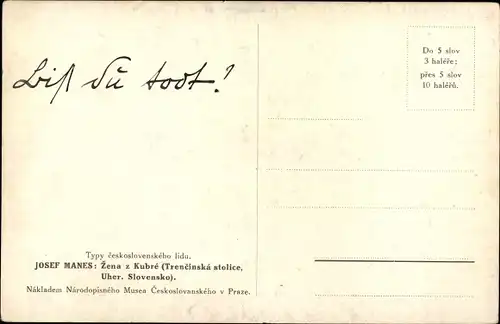 Bist dŭ todt!
Do 5 slov
3 haléře;
přes 5 slov
10 haléřů.
Typy československého lidu.
JOSEF MANES: Žena z Kubré (Trenčinská stolice,
Uher. Slovensko).
Nákladem Národopisného Musea Českoslovanského v Praze.